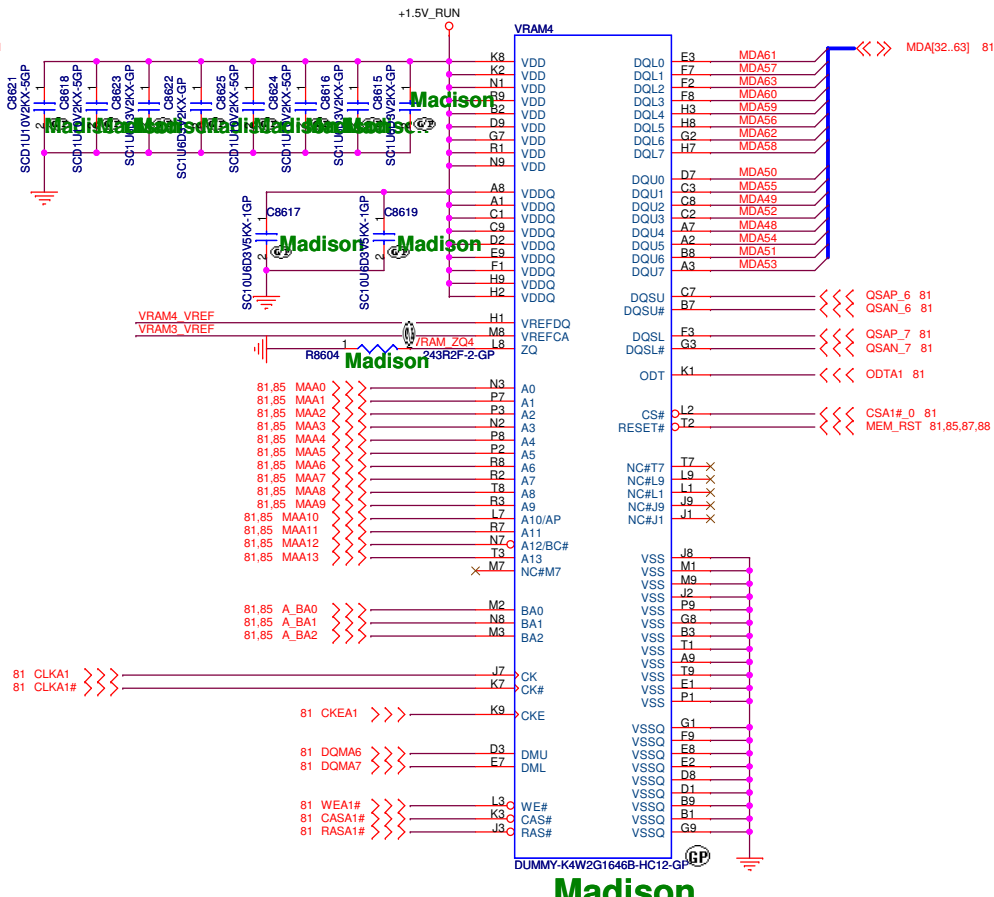 +1.5V_RUN
VRAM4
C8621
SCD1U10V2KX-5GP
C8618
SCD1U10V2KX-5GP
C8623
C8622
C8625
SCD1U10V2KX-5GP
C8624
C8616
C8615
1
2
Madison
GP
C8617
SC10U6D3V5KX-1GP
1
2
Madison
C8619
SC10U6D3V5KX-1GP
1
2
Madison
K8 VDD
K2 VDD
N1 VDD
R9 VDD
B2 VDD
D9 VDD
G7 VDD
R1 VDD
N9 VDD
A8 VDDQ
A1 VDDQ
C1 VDDQ
C9 VDDQ
D2 VDDQ
E9 VDDQ
F1 VDDQ
H9 VDDQ
H2 VDDQ
VRAM4_VREF H1 VREFDQ
VRAM3_VREF M8 VREFCA
L8 ZQ
R8604 1 243R2F-2-GP
Madison
81,85 MAA0 N3 A0
81,85 MAA1 P7 A1
81,85 MAA2 P3 A2
81,85 MAA3 N2 A3
81,85 MAA4 P8 A4
81,85 MAA5 P2 A5
81,85 MAA6 R8 A6
81,85 MAA7 R2 A7
81,85 MAA8 T8 A8
81,85 MAA9 R3 A9
81,85 MAA10 L7 A10/AP
81,85 MAA11 R7 A11
81,85 MAA12 N7 A12/BC#
81,85 MAA13 T3 A13
M7 NC#M7
81,85 A_BA0 M2 BA0
81,85 A_BA1 N8 BA1
81,85 A_BA2 M3 BA2
81 CLKA1 J7 CK
81 CLKA1# K7 CK#
81 CKEA1 K9 CKE
81 DQMA6 D3 DMU
81 DQMA7 E7 DML
81 WEA1# L3 WE#
81 CASA1# K3 CAS#
81 RASA1# J3 RAS#
MDA[32..63] 81
DQL0 E3 MDA61
DQL1 F7 MDA57
DQL2 F2 MDA63
DQL3 F8 MDA60
DQL4 H3 MDA59
DQL5 H8 MDA56
DQL6 G2 MDA62
DQL7 H7 MDA58
DQU0 D7 MDA50
DQU1 C3 MDA55
DQU2 C8 MDA49
DQU3 C2 MDA52
DQU4 A7 MDA48
DQU5 A2 MDA54
DQU6 B8 MDA51
DQU7 A3 MDA53
DQSU C7 QSAP_6 81
DQSU# B7 QSAN_6 81
DQSL F3 QSAP_7 81
DQSL# G3 QSAN_7 81
ODT K1 ODTA1 81
CS# L2 CSA1#_0 81
RESET# T2 MEM_RST 81,85,87,88
NC#T7 T7
NC#L9 L9
NC#L1 L1
NC#J9 J9
NC#J1 J1
VSS J8
VSS M1
VSS M9
VSS J2
VSS P9
VSS G8
VSS B3
VSS T1
VSS A9
VSS T9
VSS E1
VSS P1
VSSQ G1
VSSQ F9
VSSQ E8
VSSQ E2
VSSQ D8
VSSQ D1
VSSQ B9
VSSQ B1
VSSQ G9
DUMMY-K4W2G1646B-HC12-GP
GP
Madison